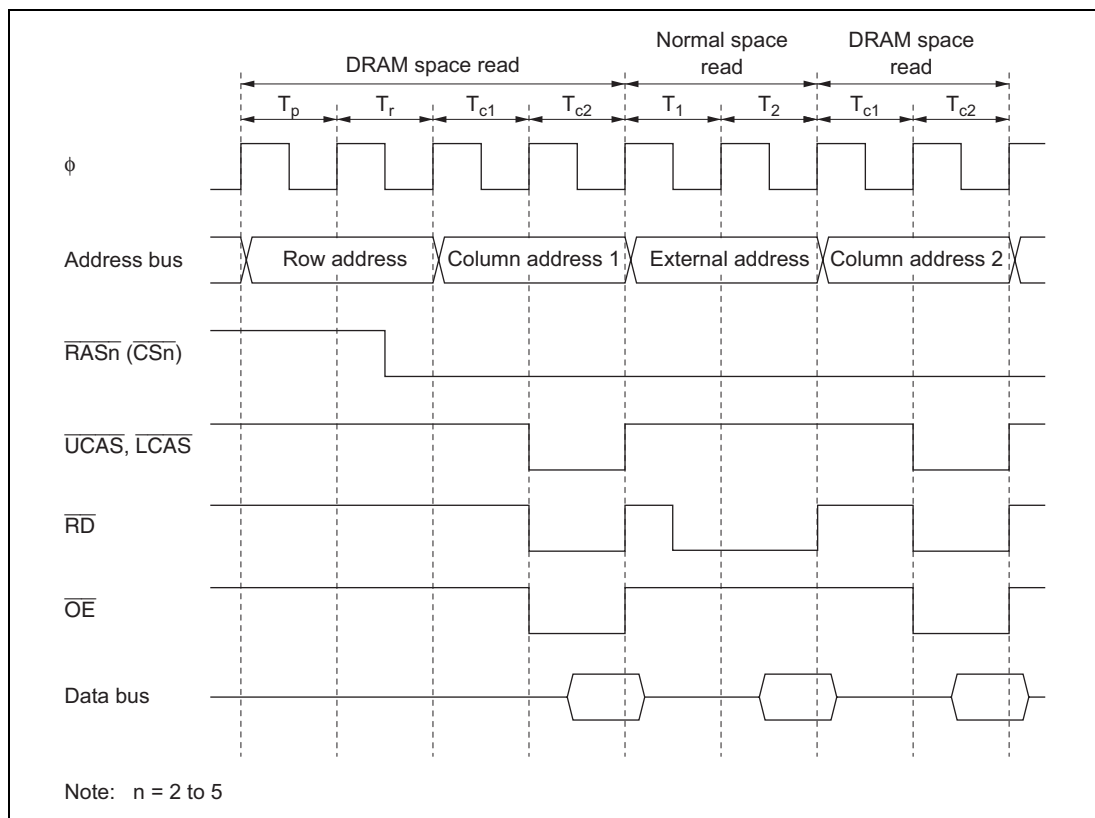 Normal space read DRAM space read
DRAM space read
Tp Tr Tc1 Tc2 T1 T2 Tc1 Tc2
φ
Address bus Row address Column address 1 External address Column address 2
RASn (CSn)
UCAS, LCAS
RD
OE
Data bus
Note: n = 2 to 5